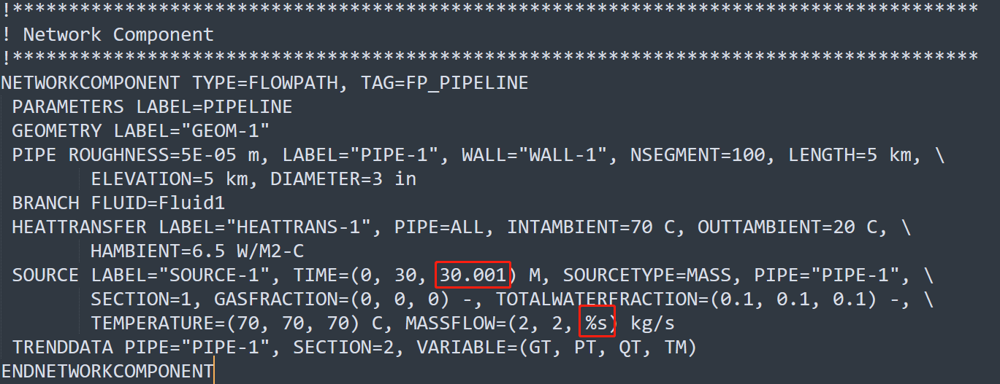 !**************************************************************************************
! Network Component
!**************************************************************************************
NETWORKCOMPONENT TYPE=FLOWPATH, TAG=FP_PIPELINE
 PARAMETERS LABEL=PIPELINE
 GEOMETRY LABEL="GEOM-1"
 PIPE ROUGHNESS=5E-05 m, LABEL="PIPE-1", WALL="WALL-1", NSEGMENT=100, LENGTH=5 km, \
        ELEVATION=5 km, DIAMETER=3 in
 BRANCH FLUID=Fluid1
 HEATTRANSFER LABEL="HEATTRANS-1", PIPE=ALL, INTAMBIENT=70 C, OUTTAMBIENT=20 C, \
        HAMBIENT=6.5 W/M2-C
 SOURCE LABEL="SOURCE-1", TIME=(0, 30, 30.001) M, SOURCETYPE=MASS, PIPE="PIPE-1", \
        SECTION=1, GASFRACTION=(0, 0, 0) -, TOTALWATERFRACTION=(0.1, 0.1, 0.1) -, \
        TEMPERATURE=(70, 70, 70) C, MASSFLOW=(2, 2, %s) kg/s
 TRENDDATA PIPE="PIPE-1", SECTION=2, VARIABLE=(GT, PT, QT, TM)
ENDNETWORKCOMPONENT